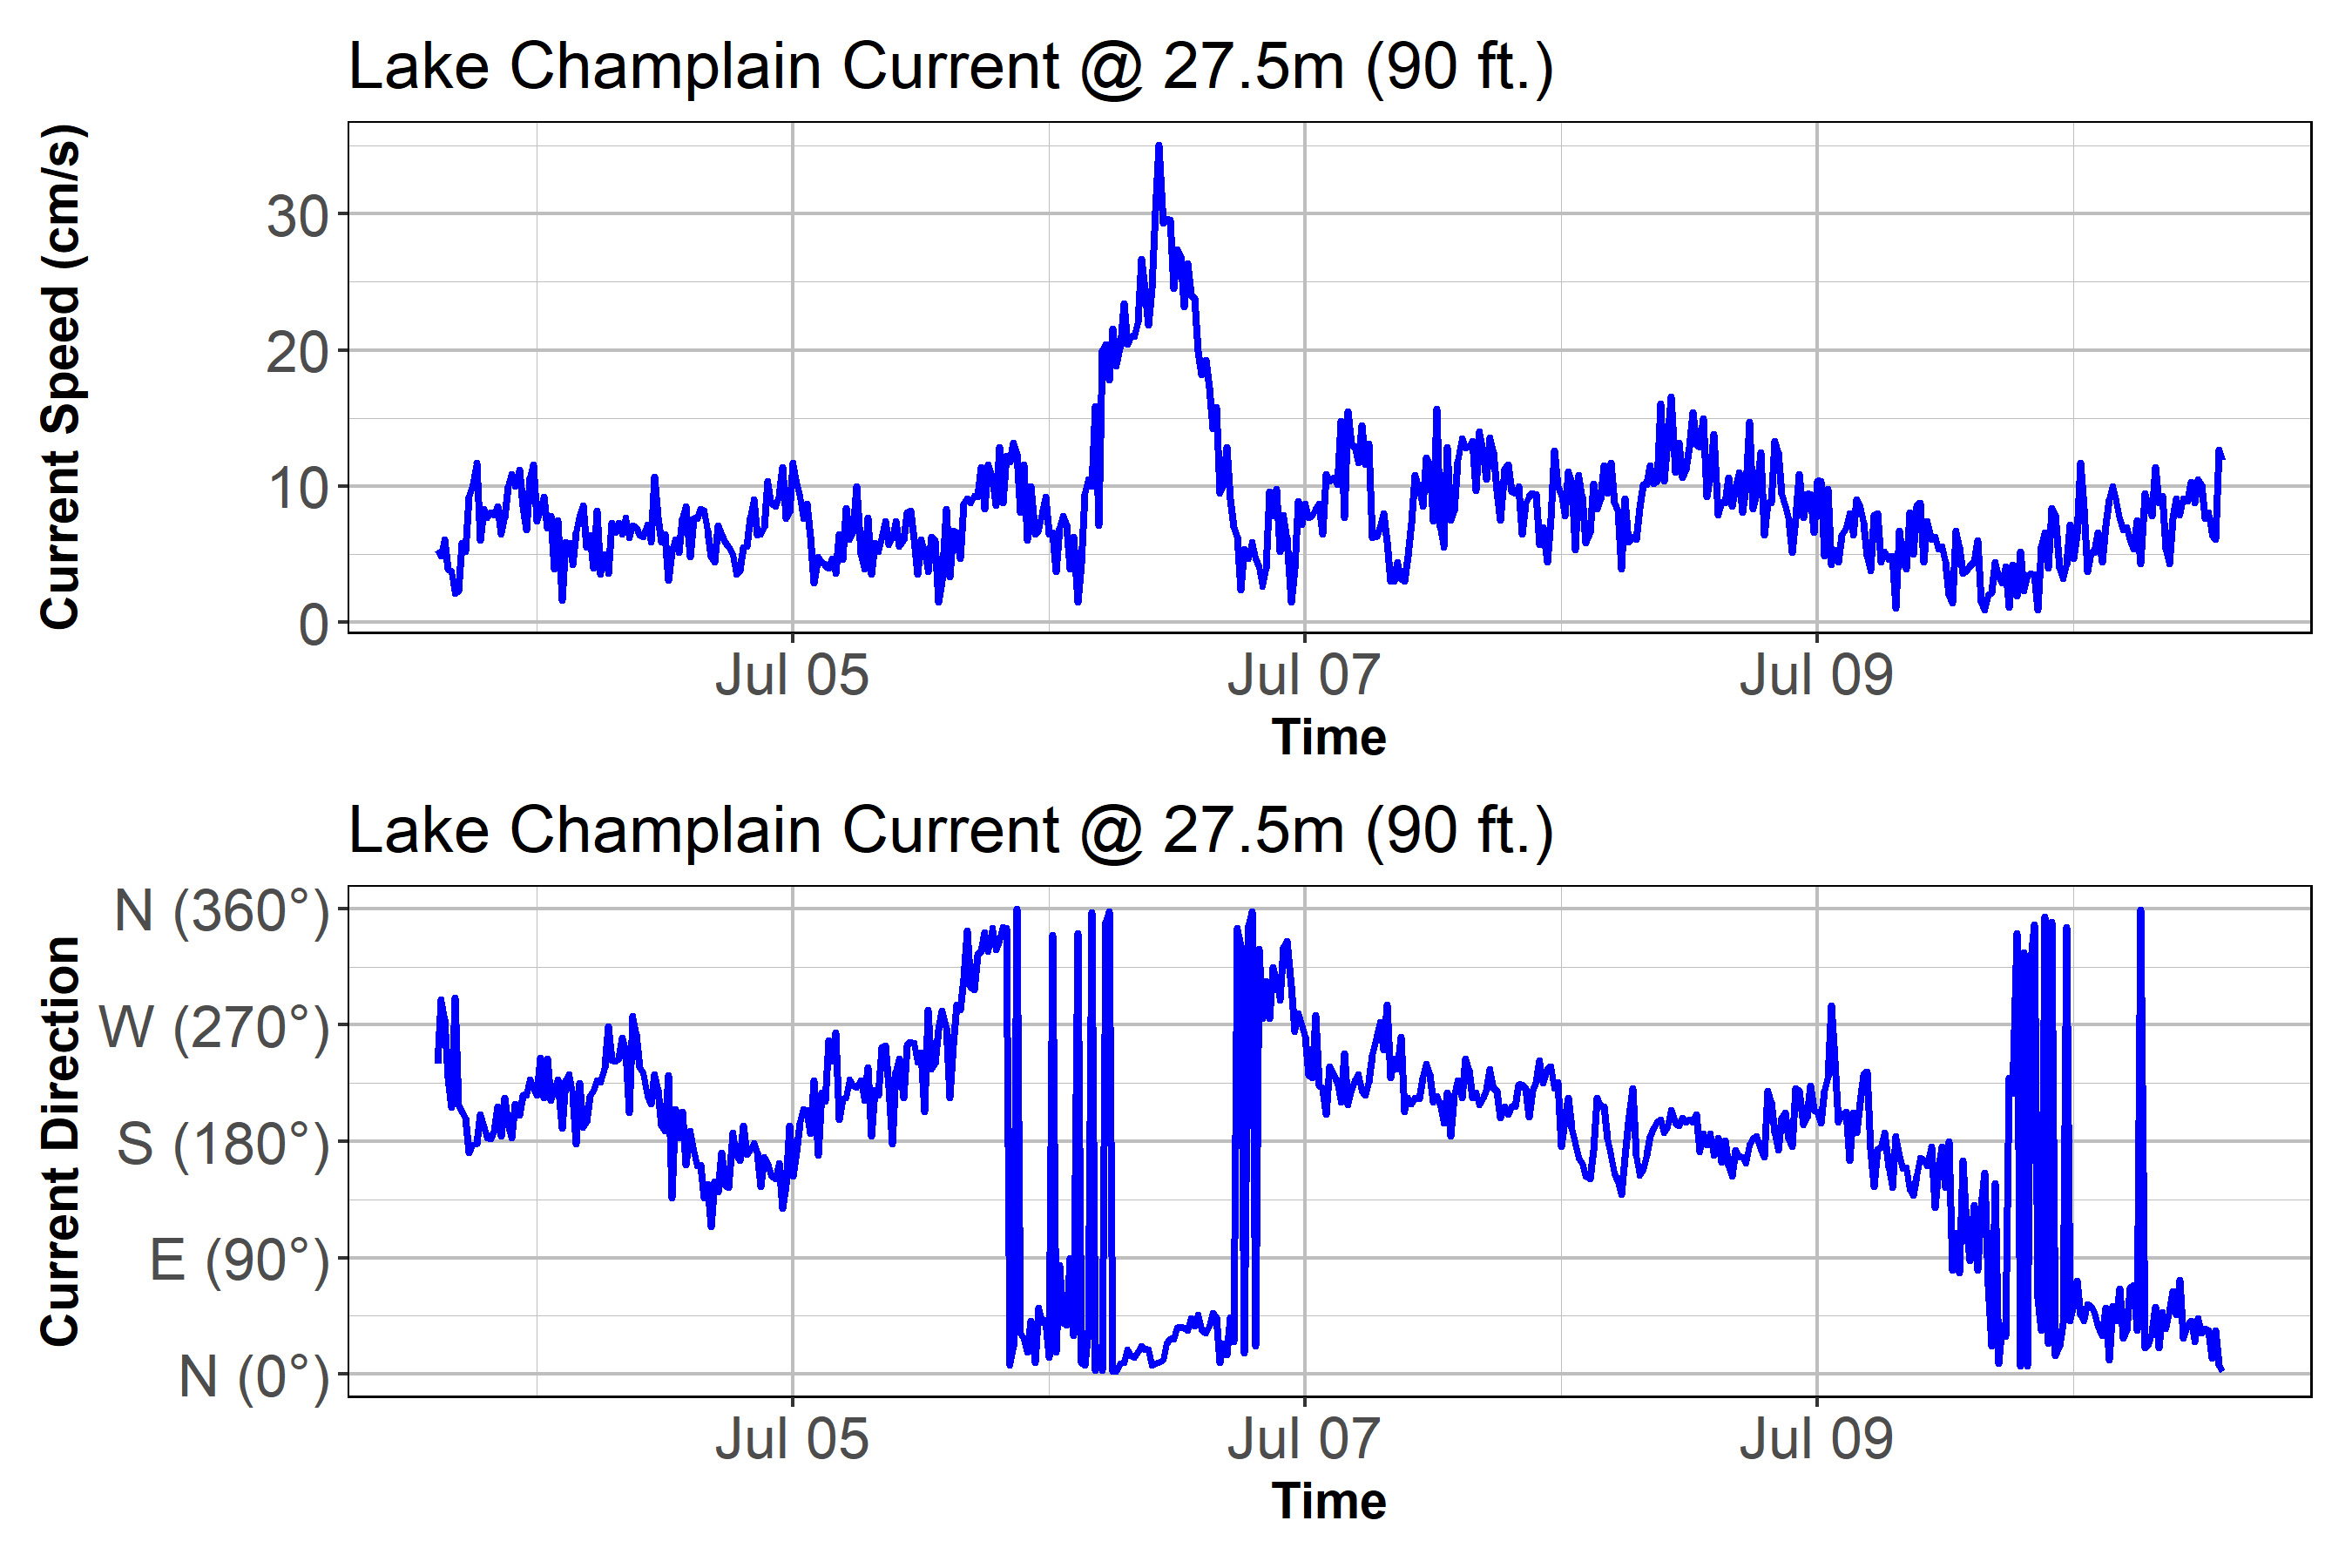 Lake Champlain Current @ 27.5m (90 ft.)
Current Speed (cm/s)
30
20
10
0
Jul 05 Jul 07 Jul 09
Time
Lake Champlain Current @ 27.5m (90 ft.)
Current Direction
N (360°)
W (270°)
S (180°)
E (90°)
N (0°)
Jul 05 Jul 07 Jul 09
Time